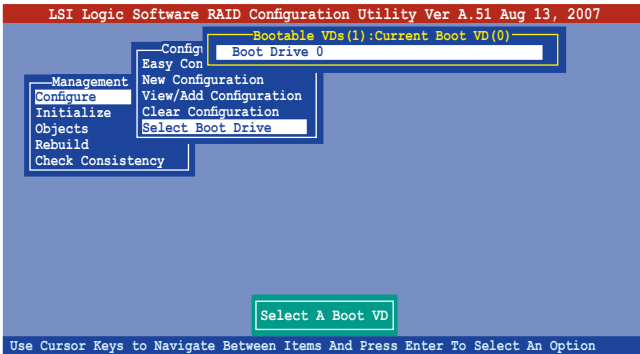 LSI Logic Software RAID Configuration Utility Ver A.51 Aug 13, 2007
Bootable VDs(1):Current Boot VD(0)
Boot Drive 0
Config
Easy Con
New Configuration
View/Add Configuration
Clear Configuration
Select Boot Drive
Management
Configure
Initialize
Objects
Rebuild
Check Consistency
Select A Boot VD
Use Cursor Keys to Navigate Between Items And Press Enter To Select An Option